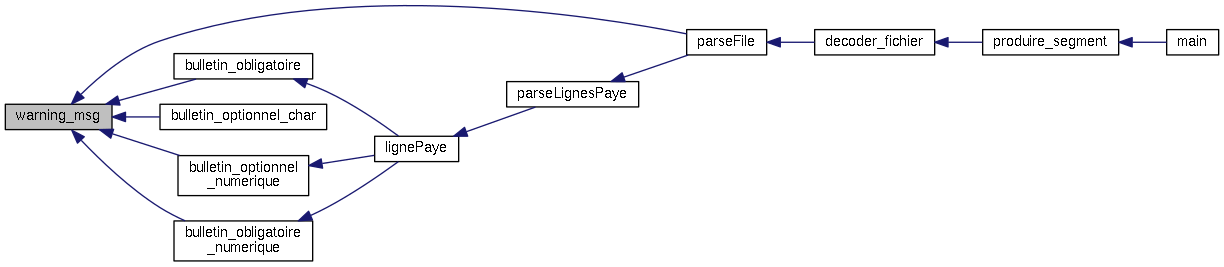 warning_msg
bulletin_obligatoire
bulletin_optionnel_char
bulletin_optionnel
_numerique
bulletin_obligatoire
_numerique
lignePaye
parseLignesPaye
parseFile
decoder_fichier
produire_segment
main